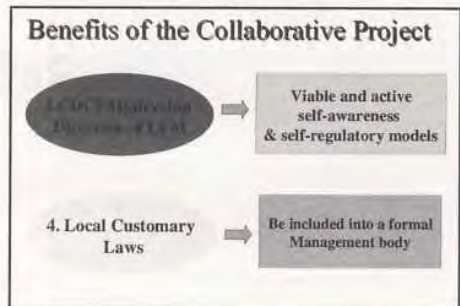 Benefits of the Collaborative Project
Viable and active
self-awareness
& self-regulatory models
4. Local Customary
Laws
Be included into a formal
Management body